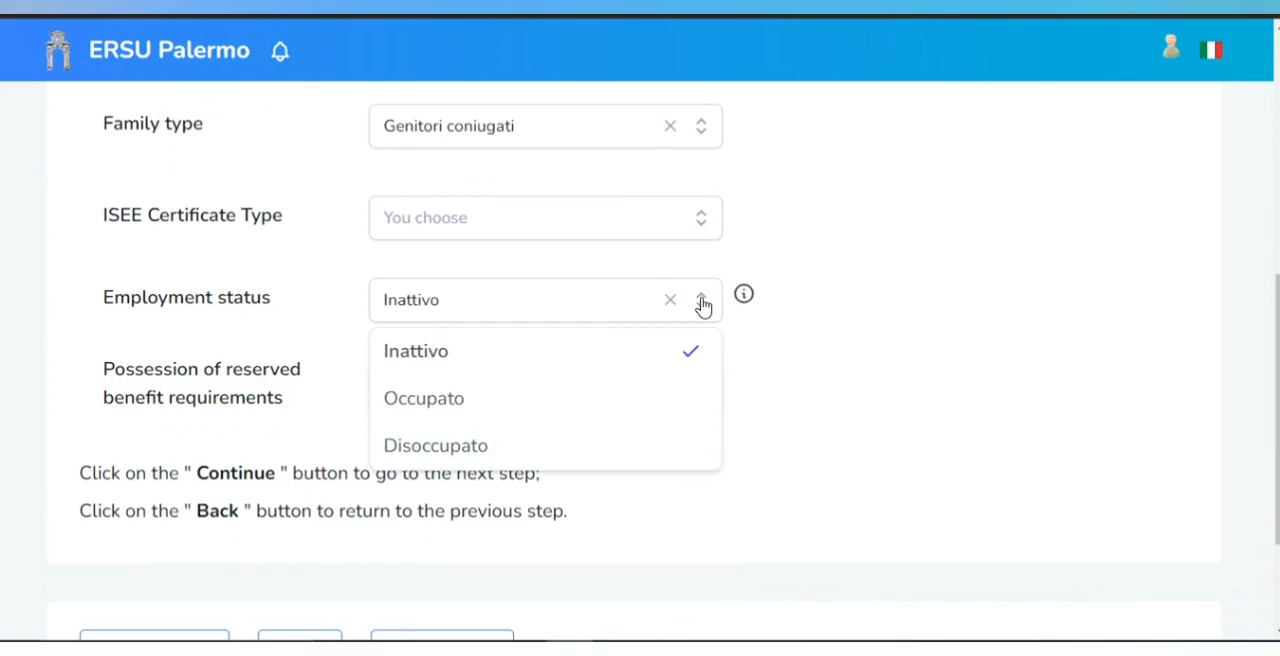 ERSU Palermo
Family type
Genitori coniugati
ISEE Certificate Type
You choose
Employment status
Inattivo
Inattivo
Occupato
Disoccupato
Possession of reserved
benefit requirements
Click on the " Continue " button to go to the next step;
Click on the " Back " button to return to the previous step.